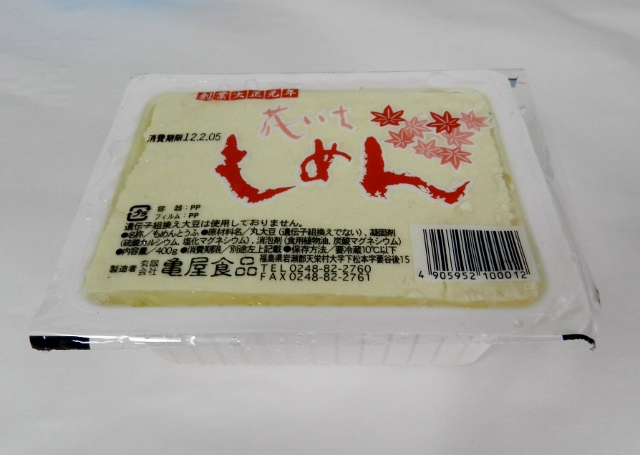 創業大正元年
花いち
もめん
消費期限12.2.05
プラ
容器:PP
フィルム:PP
遺伝子組換え大豆は使用しておりません。
●名称/もめんとうふ●原材料名/丸大豆(遺伝子組換えでない)、凝固剤
(硫酸カルシウム、塩化マグネシウム)、消泡剤(食用植物油、炭酸マグネシウム)
●内容量/400g●消費期限/別途左上記載●保存方法/要冷蔵10℃以下
製造者 有限会社 亀屋食品
福島県岩瀬郡天栄村大字下松本字要谷後15
TEL 0248-82-2760
FAX 0248-82-2761
4 905952 100012